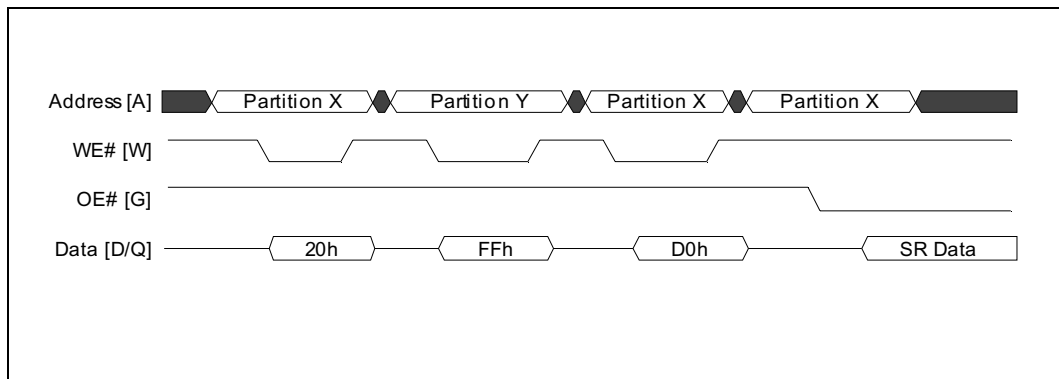 Address [A] Partition X Partition Y Partition X Partition X
WE# [W]
OE# [G]
Data [D/Q] 20h FFh D0h SR Data